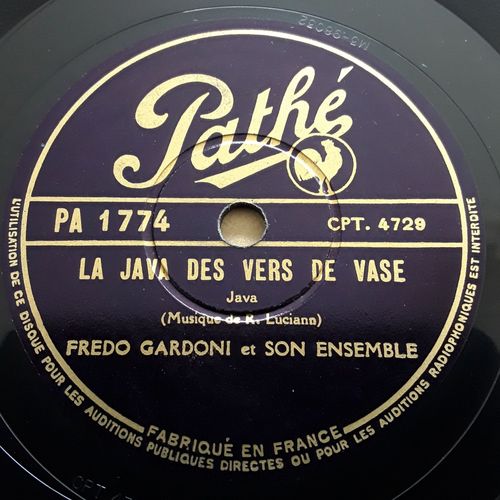 Pathé
PA 1774
CPT. 4729
LA JAVA DES VERS DE VASE
Java
(Musique de R. Luciann)
FREDO GARDONI et SON ENSEMBLE
FABRIQUÉ EN FRANCE
L'UTILISATION DE CE DISQUE POUR LES AUDITIONS PUBLIQUES DIRECTES OU POUR LES AUDITIONS RADIOPHONIQUES EST INTERDITE